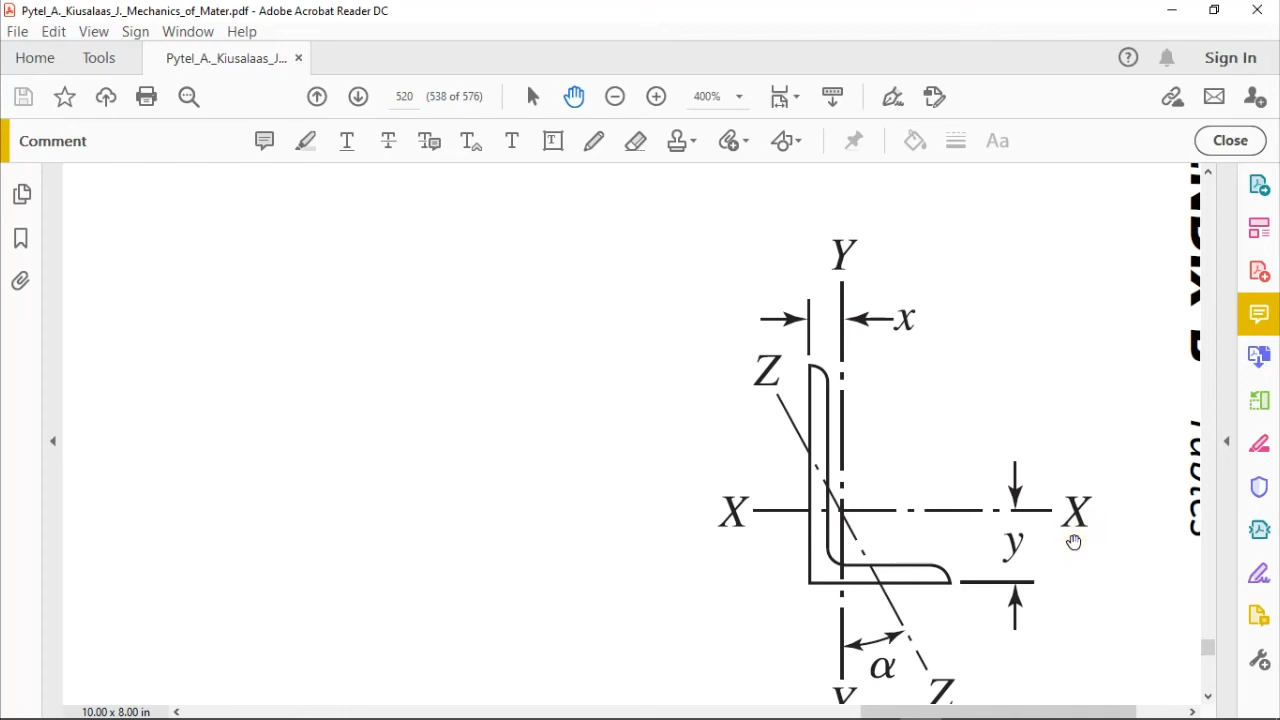 Pytel_A._Kiusalaas_J._Mechanics_of_Mater.pdf - Adobe Acrobat Reader DC
File Edit View Sign Window Help
Home Tools Pytel_A._Kiusalaas_J... × Sign In
520 (538 of 576) 400%
Comment T T T T T Aa Close
Y
x
Z
X X
y
α
Y Z
10.00 x 8.00 in